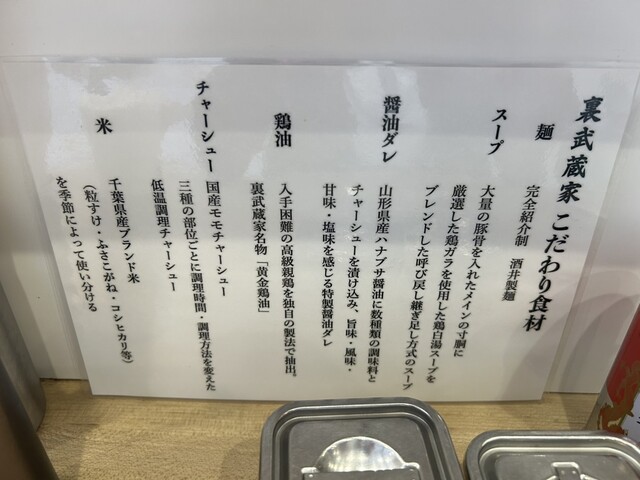 裏武蔵家 こだわり食材
麺
完全紹介制 酒井製麺
スープ
大量の豚骨を入れたメインの寸胴に
厳選した鶏ガラを使用した鶏白湯スープを
ブレンドした呼び戻し継ぎ足し方式のスープ
醤油ダレ
山形県産ハナブサ醤油に数種類の調味料と
チャーシューを漬け込み、旨味・風味・
甘味・塩味を感じる特製醤油ダレ
鶏油
入手困難の高級親鶏を独自の製法で抽出。
裏武蔵家名物「黄金鶏油」
チャーシュー
国産モモチャーシュー
三種の部位ごとに調理時間・調理方法を変えた
低温調理チャーシュー
米
千葉県産ブランド米
（粒すけ・ふさこがね・コシヒカリ等）
を季節によって使い分ける